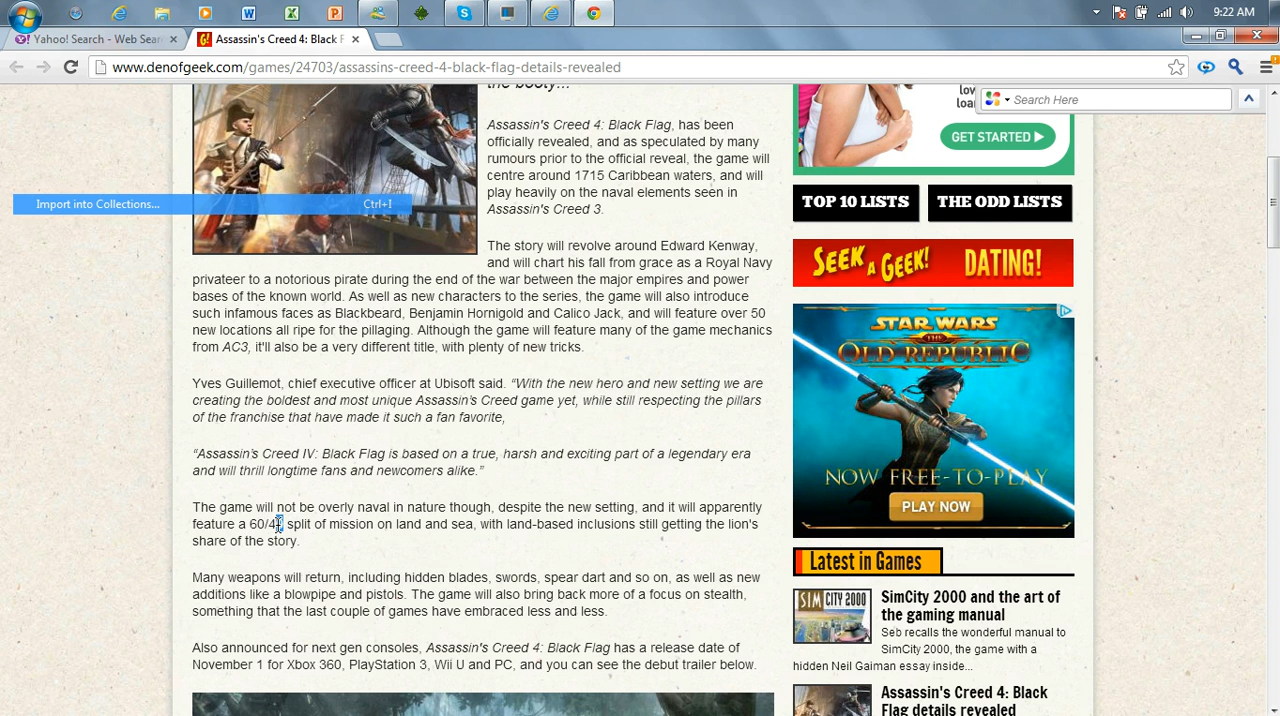 9:22 AM
Yahoo! Search - Web Sear
Assassin's Creed 4: Black F
www.denofgeek.com/games/24703/assassins-creed-4-black-flag-details-revealed
Search Here
the booty...
Assassin's Creed 4: Black Flag, has been
officially revealed, and as speculated by many
rumours prior to the official reveal, the game will
centre around 1715 Caribbean waters, and will
play heavily on the naval elements seen in
Assassin's Creed 3.
Import into Collections... Ctrl+I
The story will revolve around Edward Kenway,
and will chart his fall from grace as a Royal Navy
privateer to a notorious pirate during the end of the war between the major empires and power
bases of the known world. As well as new characters to the series, the game will also introduce
such infamous faces as Blackbeard, Benjamin Hornigold and Calico Jack, and will feature over 50
new locations all ripe for the pillaging. Although the game will feature many of the game mechanics
from AC3, it'll also be a very different title, with plenty of new tricks.
Yves Guillemot, chief executive officer at Ubisoft said. “With the new hero and new setting we are
creating the boldest and most unique Assassin’s Creed game yet, while still respecting the pillars
of the franchise that have made it such a fan favorite,
“Assassin’s Creed IV: Black Flag is based on a true, harsh and exciting part of a legendary era
and will thrill longtime fans and newcomers alike.”
The game will not be overly naval in nature though, despite the new setting, and it will apparently
feature a 60/40 split of mission on land and sea, with land-based inclusions still getting the lion's
share of the story.
Many weapons will return, including hidden blades, swords, spear dart and so on, as well as new
additions like a blowpipe and pistols. The game will also bring back more of a focus on stealth,
something that the last couple of games have embraced less and less.
Also announced for next gen consoles, Assassin's Creed 4: Black Flag has a release date of
November 1 for Xbox 360, PlayStation 3, Wii U and PC, and you can see the debut trailer below.
GET STARTED
TOP 10 LISTS
THE ODD LISTS
SEEK A GEEK! DATING!
STAR WARS
THE
OLD REPUBLIC
NOW FREE-TO-PLAY
PLAY NOW
Latest in Games
SIM CITY 2000
SimCity 2000 and the art of
the gaming manual
Seb recalls the wonderful manual to
SimCity 2000, the game with a
hidden Neil Gaiman essay inside...
Assassin's Creed 4: Black
Flag details revealed